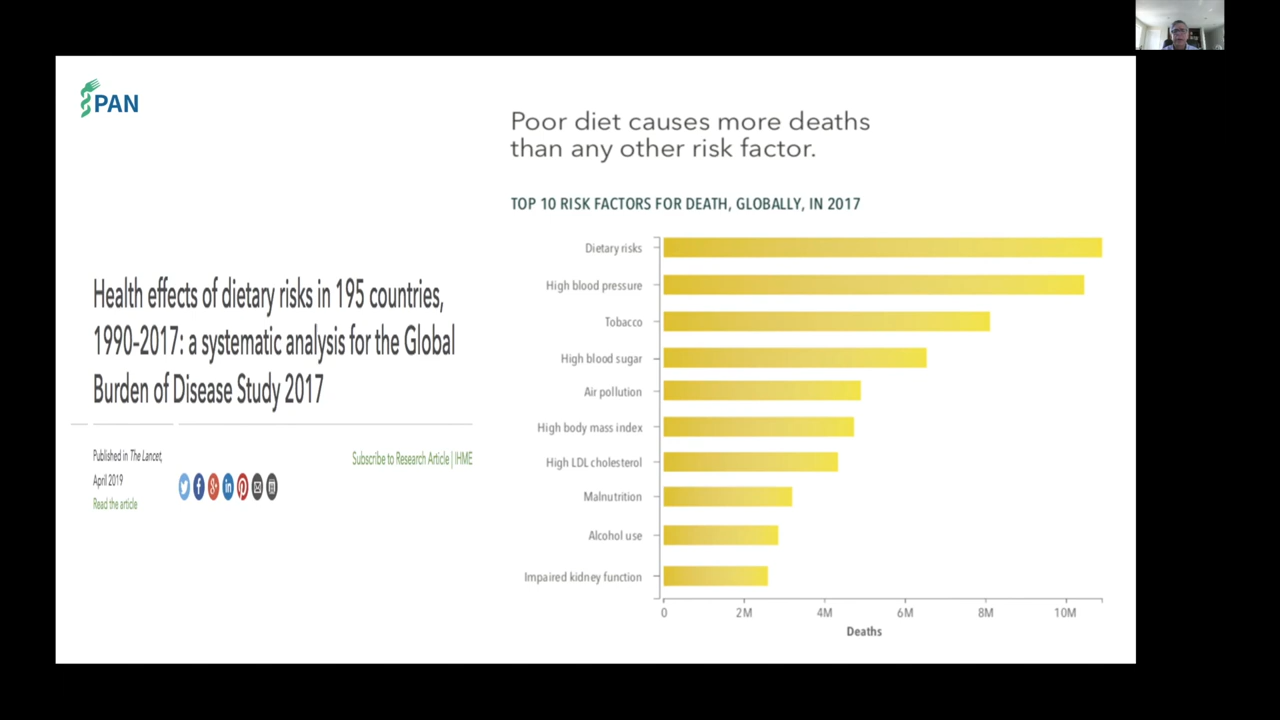 PAN
Poor diet causes more deaths
than any other risk factor.
TOP 10 RISK FACTORS FOR DEATH, GLOBALLY, IN 2017
Health effects of dietary risks in 195 countries,
1990-2017: a systematic analysis for the Global
Burden of Disease Study 2017
Published in The Lancet,
April 2019
Read the article
Subscribe to Research Article | IHME
Dietary risks
High blood pressure
Tobacco
High blood sugar
Air pollution
High body mass index
High LDL cholesterol
Malnutrition
Alcohol use
Impaired kidney function
0 2M 4M 6M 8M 10M
Deaths